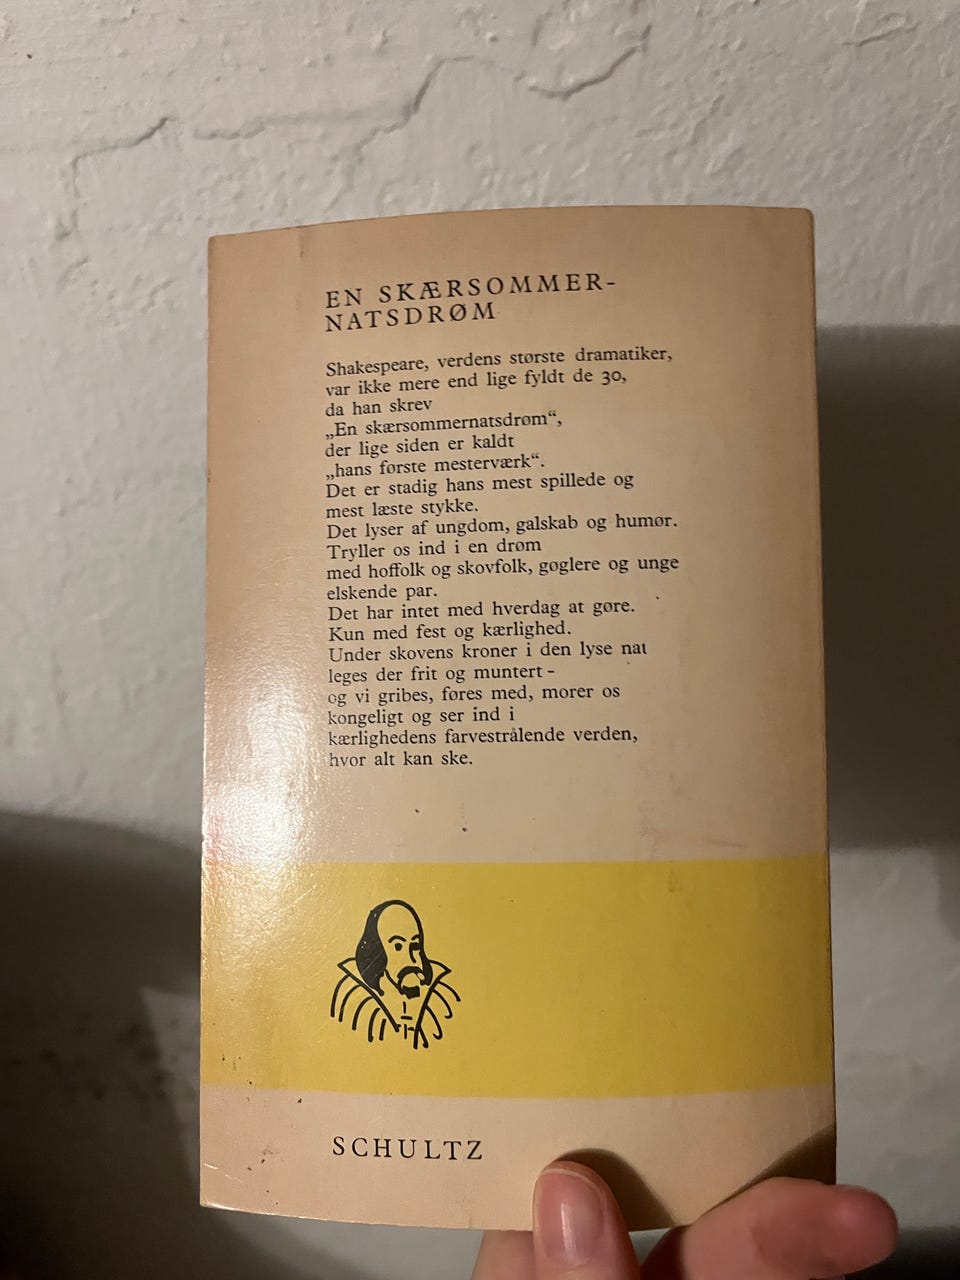 EN SKÆRSOMMER-
NATSDRØM
Shakespeare, verdens største dramatiker,
var ikke mere end lige fyldt de 30,
da han skrev
„En skærsommernatsdrøm“,
der lige siden er kaldt
„hans første mesterværk“.
Det er stadig hans mest spillede og
mest læste stykke.
Det lyser af ungdom, galskab og humør.
Tryller os ind i en drøm
med hoffolk og skovfolk, gøglere og unge
elskende par.
Det har intet med hverdag at gøre.
Kun med fest og kærlighed.
Under skovens kroner i den lyse nat
leges der frit og muntert –
og vi gribes, føres med, morer os
kongeligt og ser ind i
kærlighedens farvestrålende verden,
hvor alt kan ske.
SCHULTZ